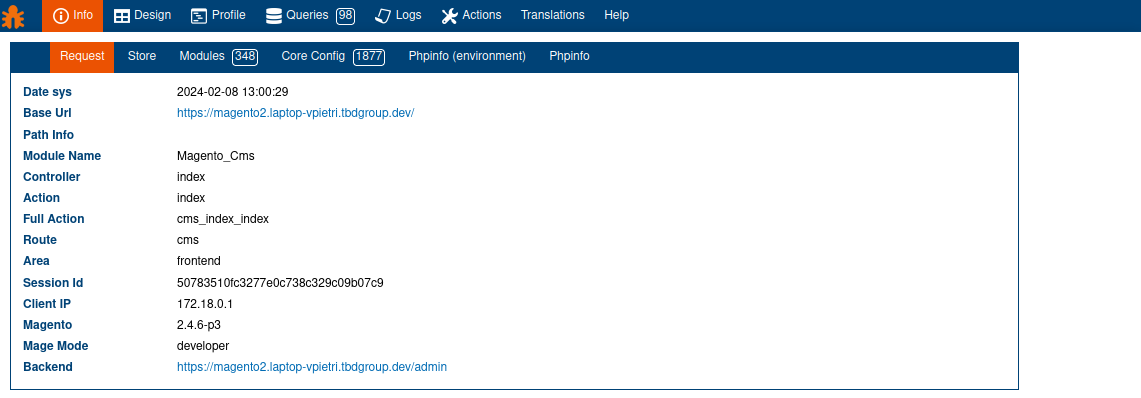 Info Design Profile Queries 98 Logs Actions Translations Help
Request Store Modules 348 Core Config 1877 Phpinfo (environment) Phpinfo
Date sys 2024-02-08 13:00:29
Base Url https://magento2.laptop-vpietri.tbdgroup.dev/
Path Info
Module Name Magento_Cms
Controller index
Action index
Full Action cms_index_index
Route cms
Area frontend
Session Id 50783510fc3277e0c738c329c09b07c9
Client IP 172.18.0.1
Magento 2.4.6-p3
Mage Mode developer
Backend https://magento2.laptop-vpietri.tbdgroup.dev/admin